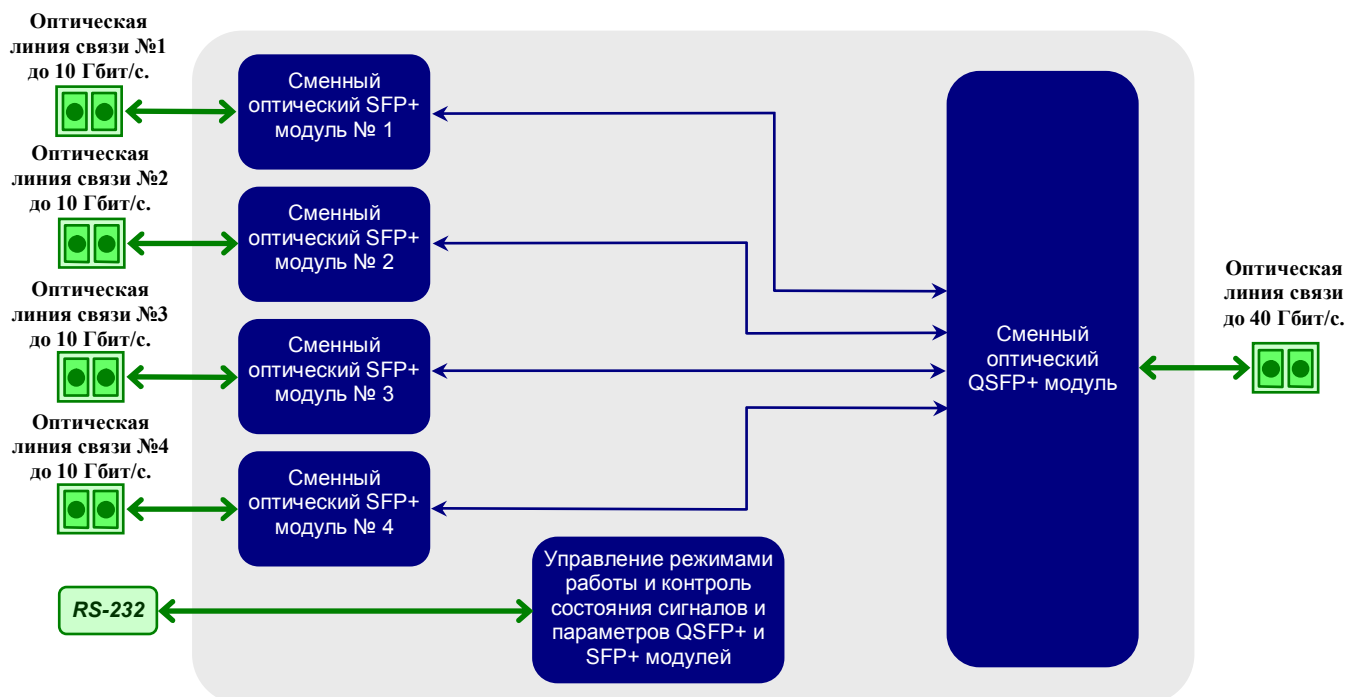 Оптическая
линия связи №1
до 10 Гбит/с.
Сменный
оптический SFP+
модуль № 1
Оптическая
линия связи №2
до 10 Гбит/с.
Сменный
оптический SFP+
модуль № 2
Оптическая
линия связи №3
до 10 Гбит/с.
Сменный
оптический SFP+
модуль № 3
Оптическая
линия связи №4
до 10 Гбит/с.
Сменный
оптический SFP+
модуль № 4
Сменный
оптический
QSFP+ модуль
Оптическая
линия связи
до 40 Гбит/с.
RS-232
Управление режимами
работы и контроль
состояния сигналов и
параметров QSFP+ и
SFP+ модулей